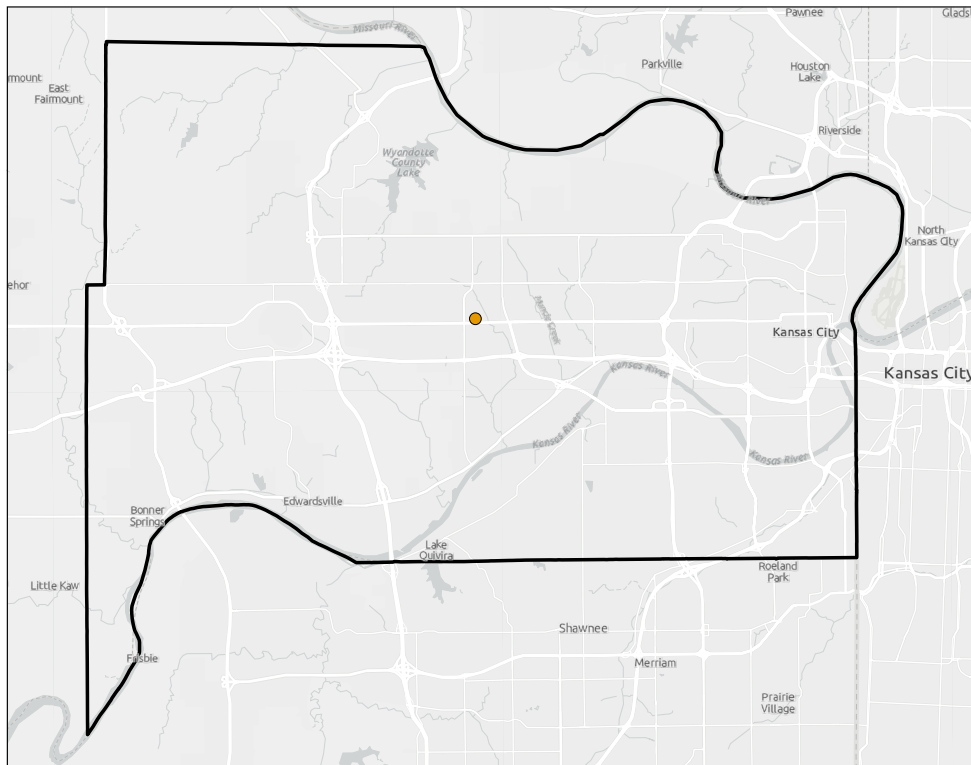 Pawnee
Glads
Missouri River
Parkville
Houston
Lake
rmount
East
Fairmount
Riverside
Wyandotte
County
Lake
Missouri River
North
Kansas City
ehor
Muncie Creek
Kansas City
Kansas City
Kansas River
Kansas River
Kansas River
Edwardsville
Bonner
Springs
Lake
Quivira
Roeland
Park
Little Kaw
Shawnee
Frisbie
Merriam
Prairie
Village